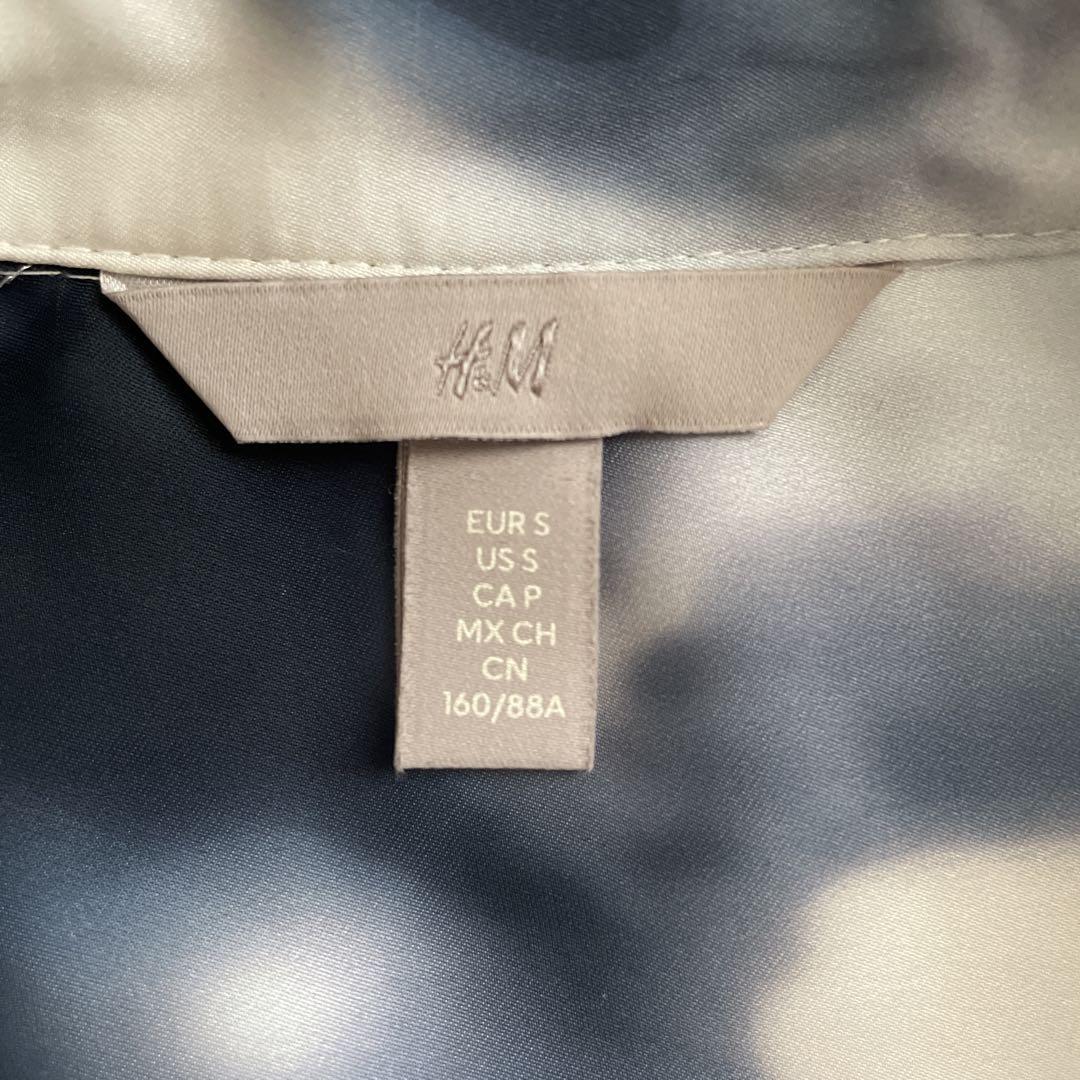 H&M
EUR S
US S
CA P
MX CH
CN
160/88A